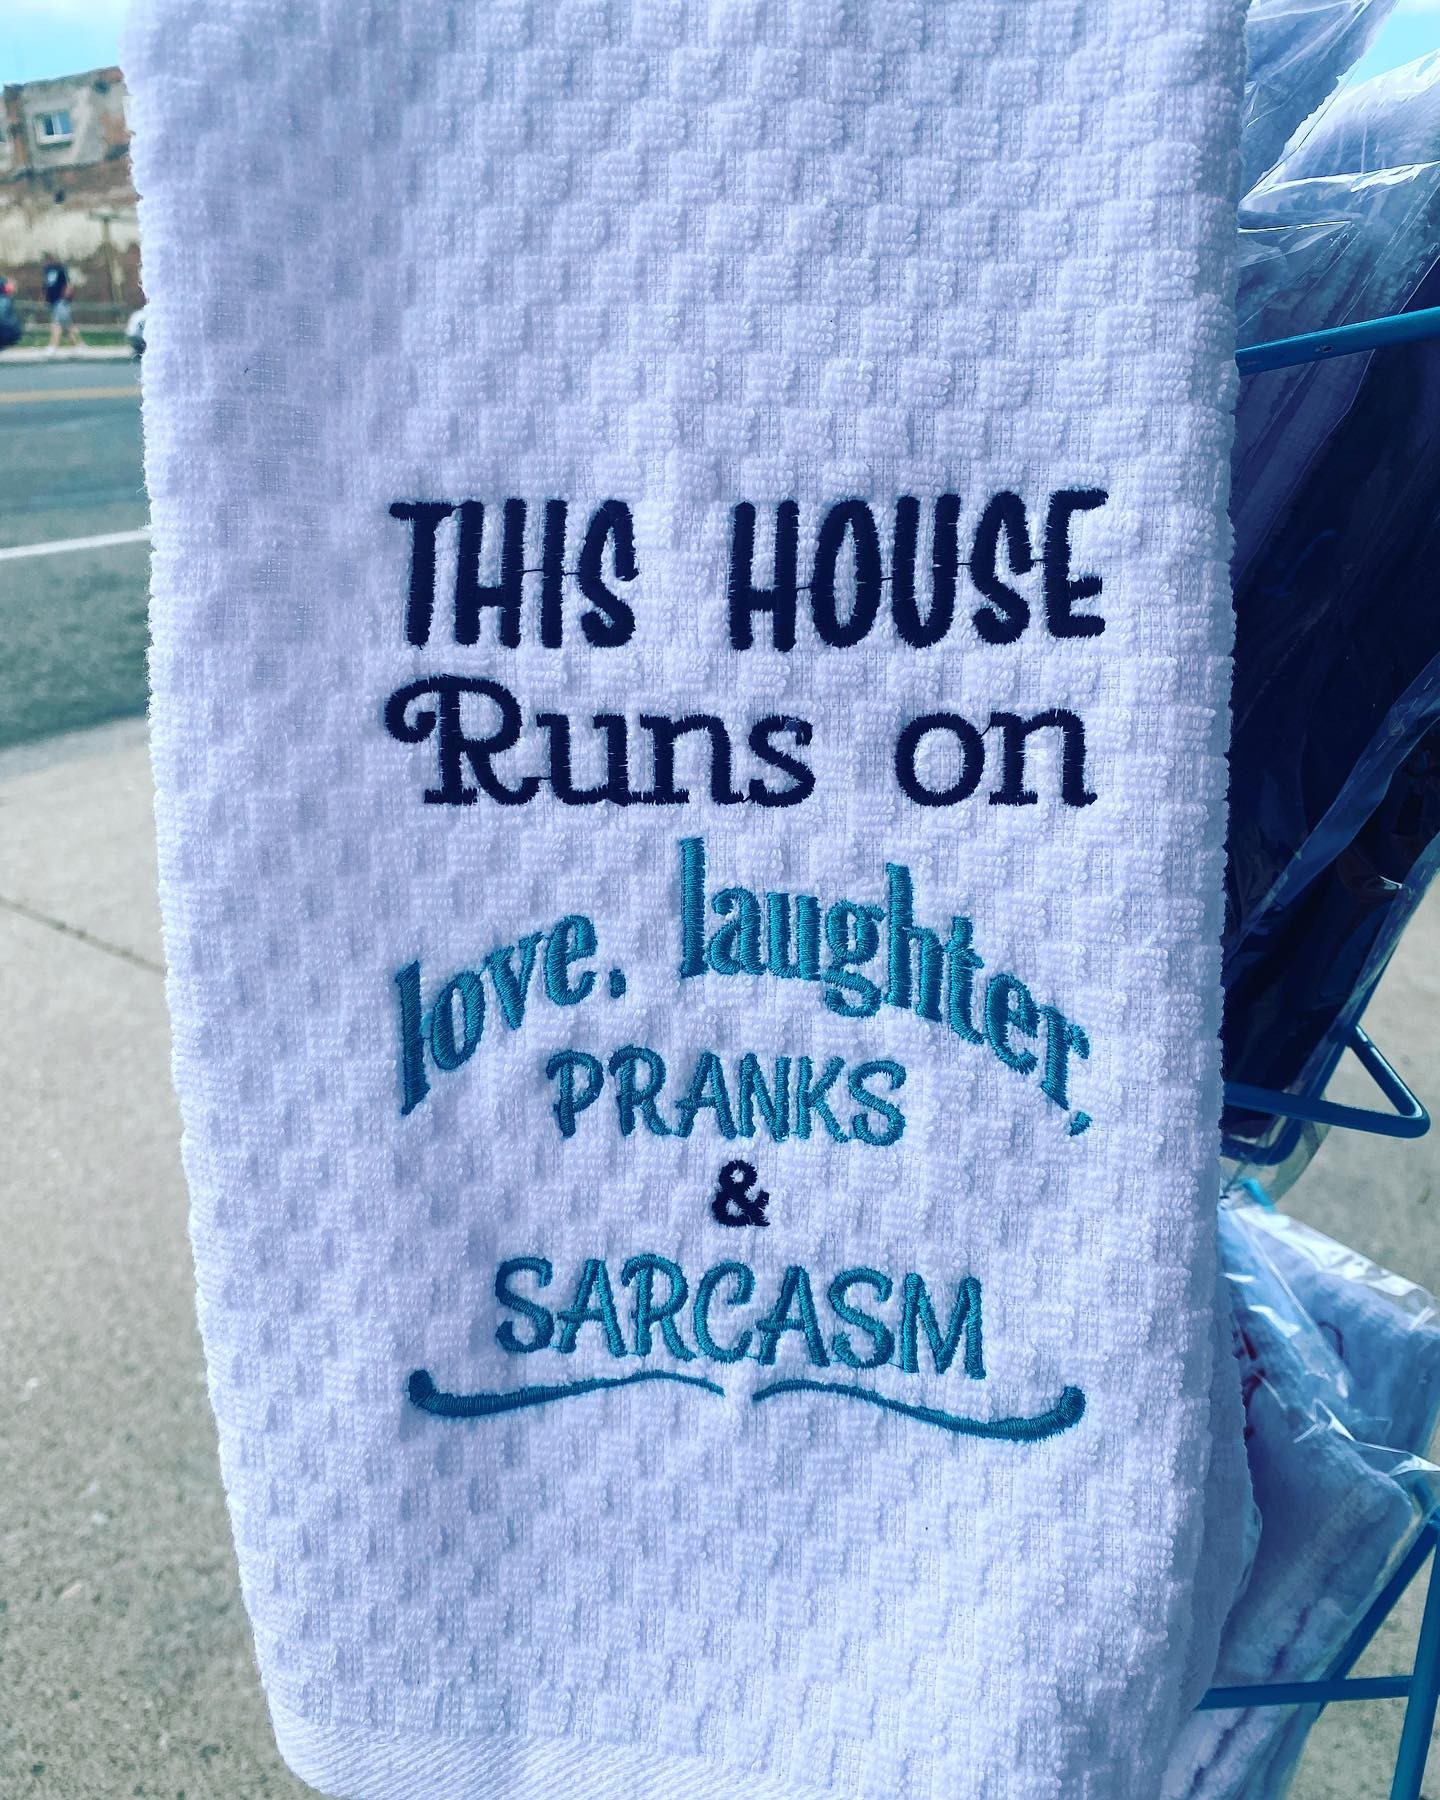 THIS HOUSE
Runs on
love, laughter,
PRANKS
&
SARCASM